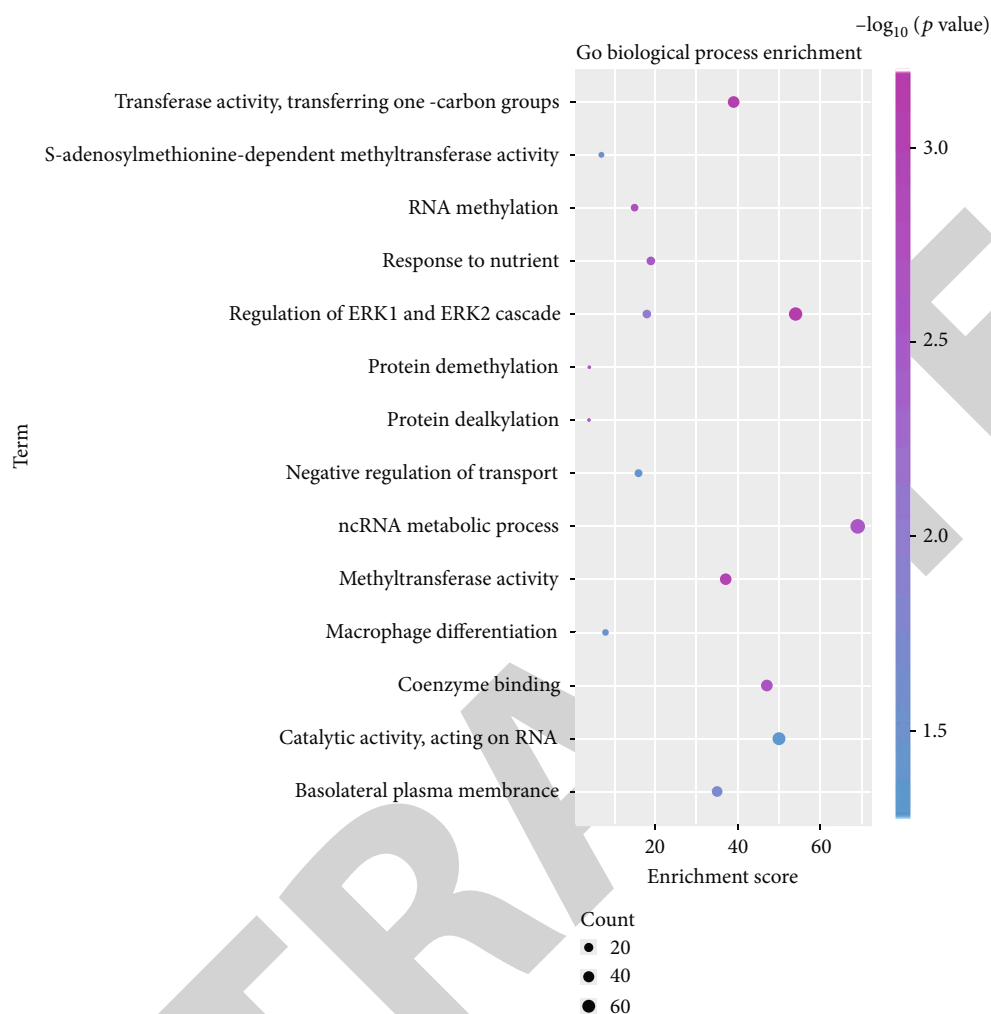 −log10 (p value)
Go biological process enrichment
Transferase activity, transferring one -carbon groups
S-adenosylmethionine-dependent methyltransferase activity
RNA methylation
Response to nutrient
Regulation of ERK1 and ERK2 cascade
Protein demethylation
Protein dealkylation
Negative regulation of transport
ncRNA metabolic process
Methyltransferase activity
Macrophage differentiation
Coenzyme binding
Catalytic activity, acting on RNA
Basolateral plasma membrance
Term
3.0
2.5
2.0
1.5
20 40 60
Enrichment score
Count
20
40
60